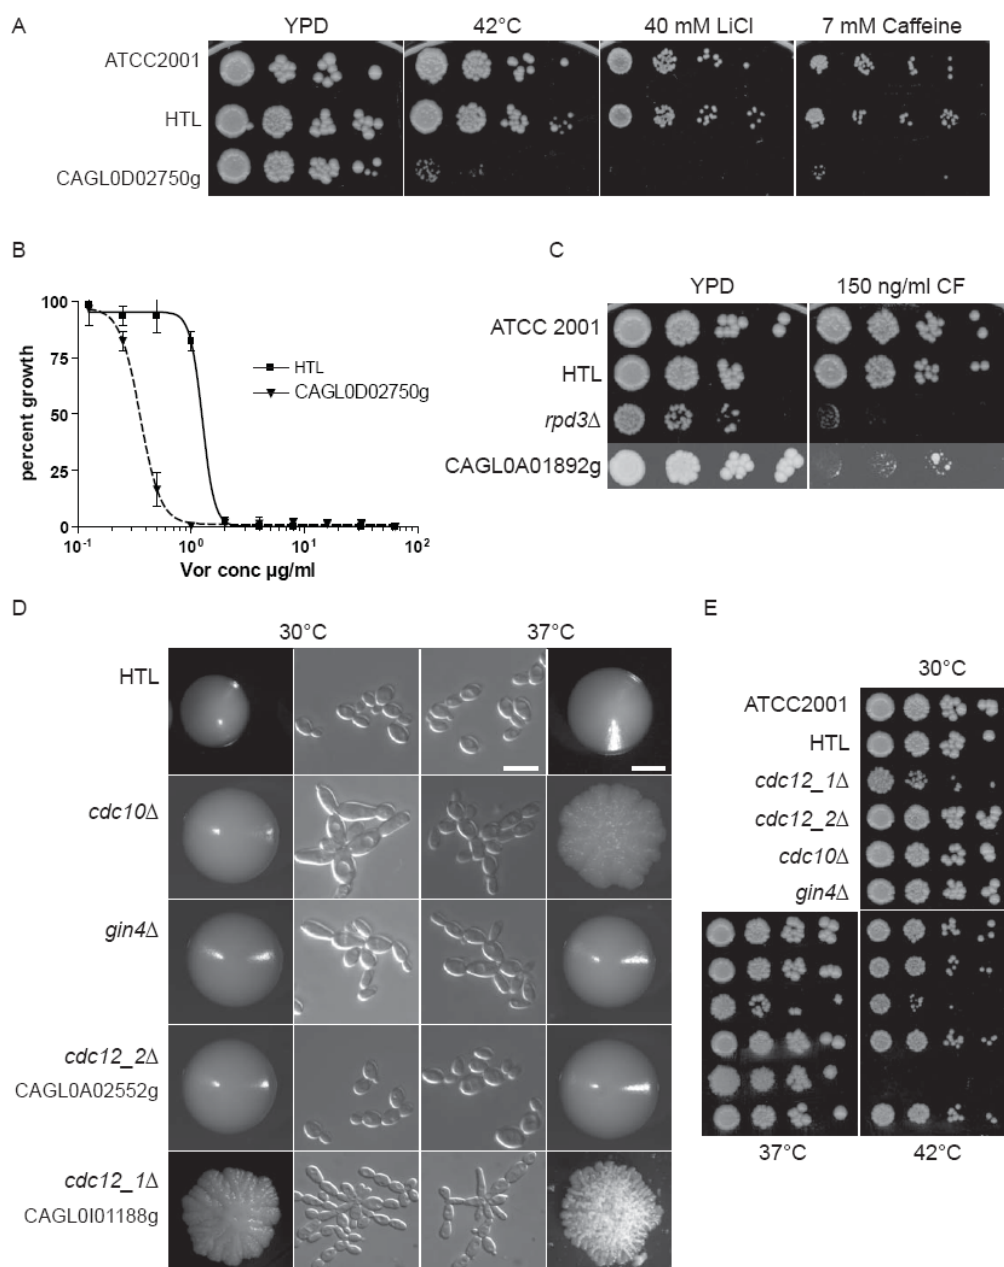 A
YPD 42°C 40 mM LiCl 7 mM Caffeine
ATCC2001
HTL
CAGL0D02750g
B
100
75
50
25
0
percent growth
HTL
CAGL0D02750g
10-1 100 101 102
Vor conc µg/ml
C
YPD 150 ng/ml CF
ATCC 2001
HTL
rpd3Δ
CAGL0A01892g
D
30°C 37°C
HTL
cdc10Δ
gin4Δ
cdc12_2Δ
CAGL0A02552g
cdc12_1Δ
CAGL0I01188g
E
30°C
ATCC2001
HTL
cdc12_1Δ
cdc12_2Δ
cdc10Δ
gin4Δ
37°C 42°C